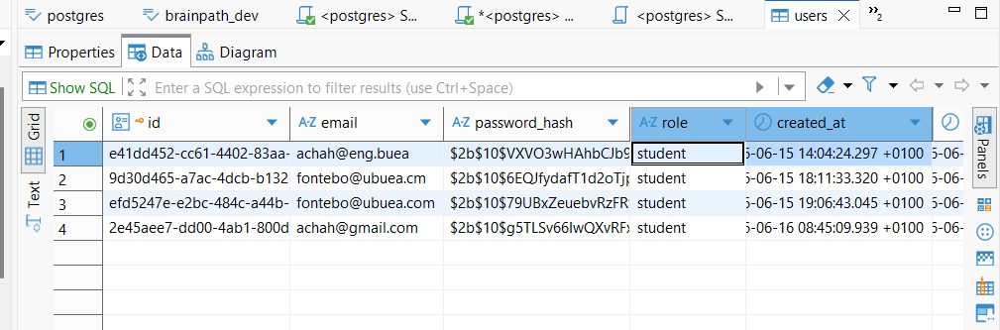 postgres brainpath_dev <postgres> S... *<postgres> S... <postgres> S... users X »2
Properties Data Diagram
Show SQL Enter a SQL expression to filter results (use Ctrl+Space)
Grid id A-Z email A-Z password_hash A-Z role created_at Panels
1 e41dd452-cc61-4402-83aa- achah@eng.buea $2b$10$VXVO3wHAhbCJb9 student 5-06-15 14:04:24.297 +0100 5-06-
2 9d30d465-a7ac-4dcb-b132 fontebo@ubuea.cm $2b$10$6EQJfydafT1d2oTjp student 5-06-15 18:11:33.320 +0100 5-06-
3 efd5247e-e2bc-484c-a44b- fontebo@ubuea.com $2b$10$79UBxZeuebvRzFR student 5-06-15 19:06:43.045 +0100 5-06-
4 2e45aee7-dd00-4ab1-800d achah@gmail.com $2b$10$g5TLSv66IwQXvRFx student 5-06-16 08:45:09.939 +0100 5-06-
Text